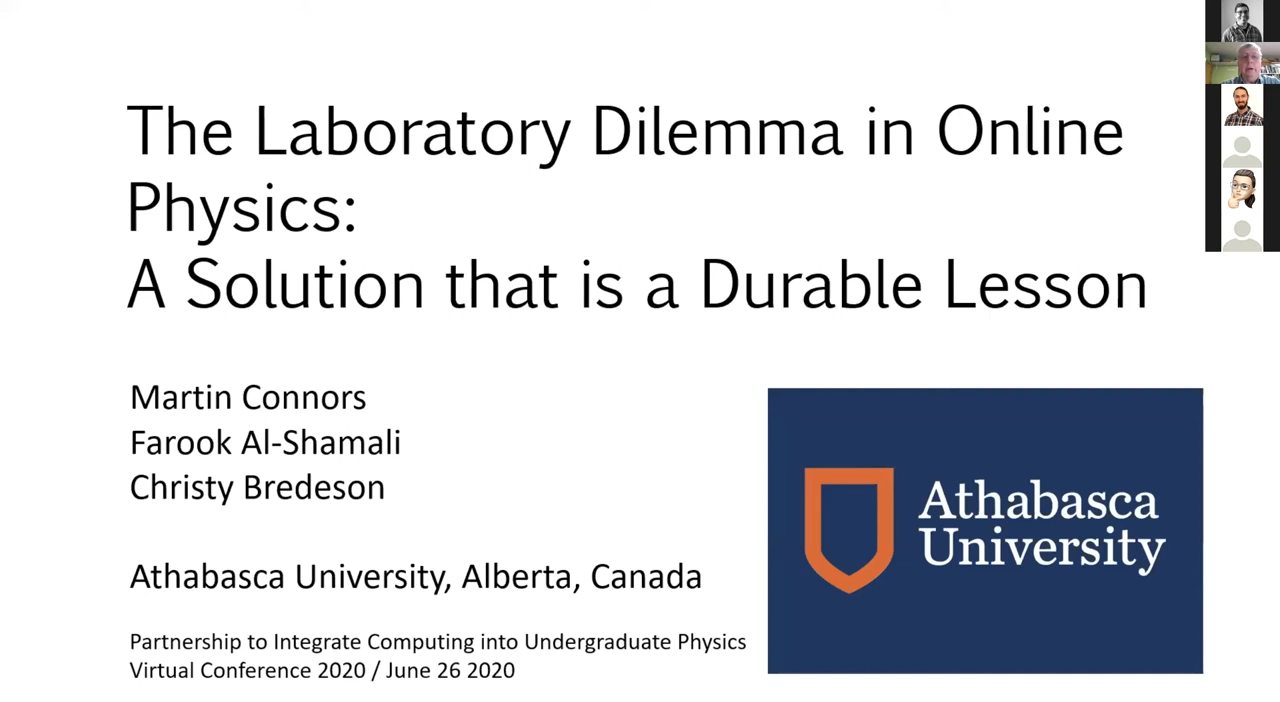 The Laboratory Dilemma in Online
Physics:
A Solution that is a Durable Lesson
Martin Connors
Farook Al-Shamali
Christy Bredeson
Athabasca University, Alberta, Canada
Partnership to Integrate Computing into Undergraduate Physics
Virtual Conference 2020 / June 26 2020
Athabasca
University